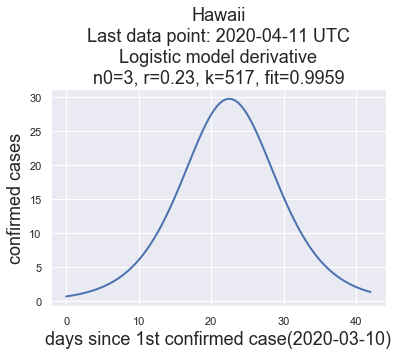 Hawaii
Last data point: 2020-04-11 UTC
Logistic model derivative
n0=3, r=0.23, k=517, fit=0.9959
30
25
20
15
10
5
0
confirmed cases
0 10 20 30 40
days since 1st confirmed case(2020-03-10)